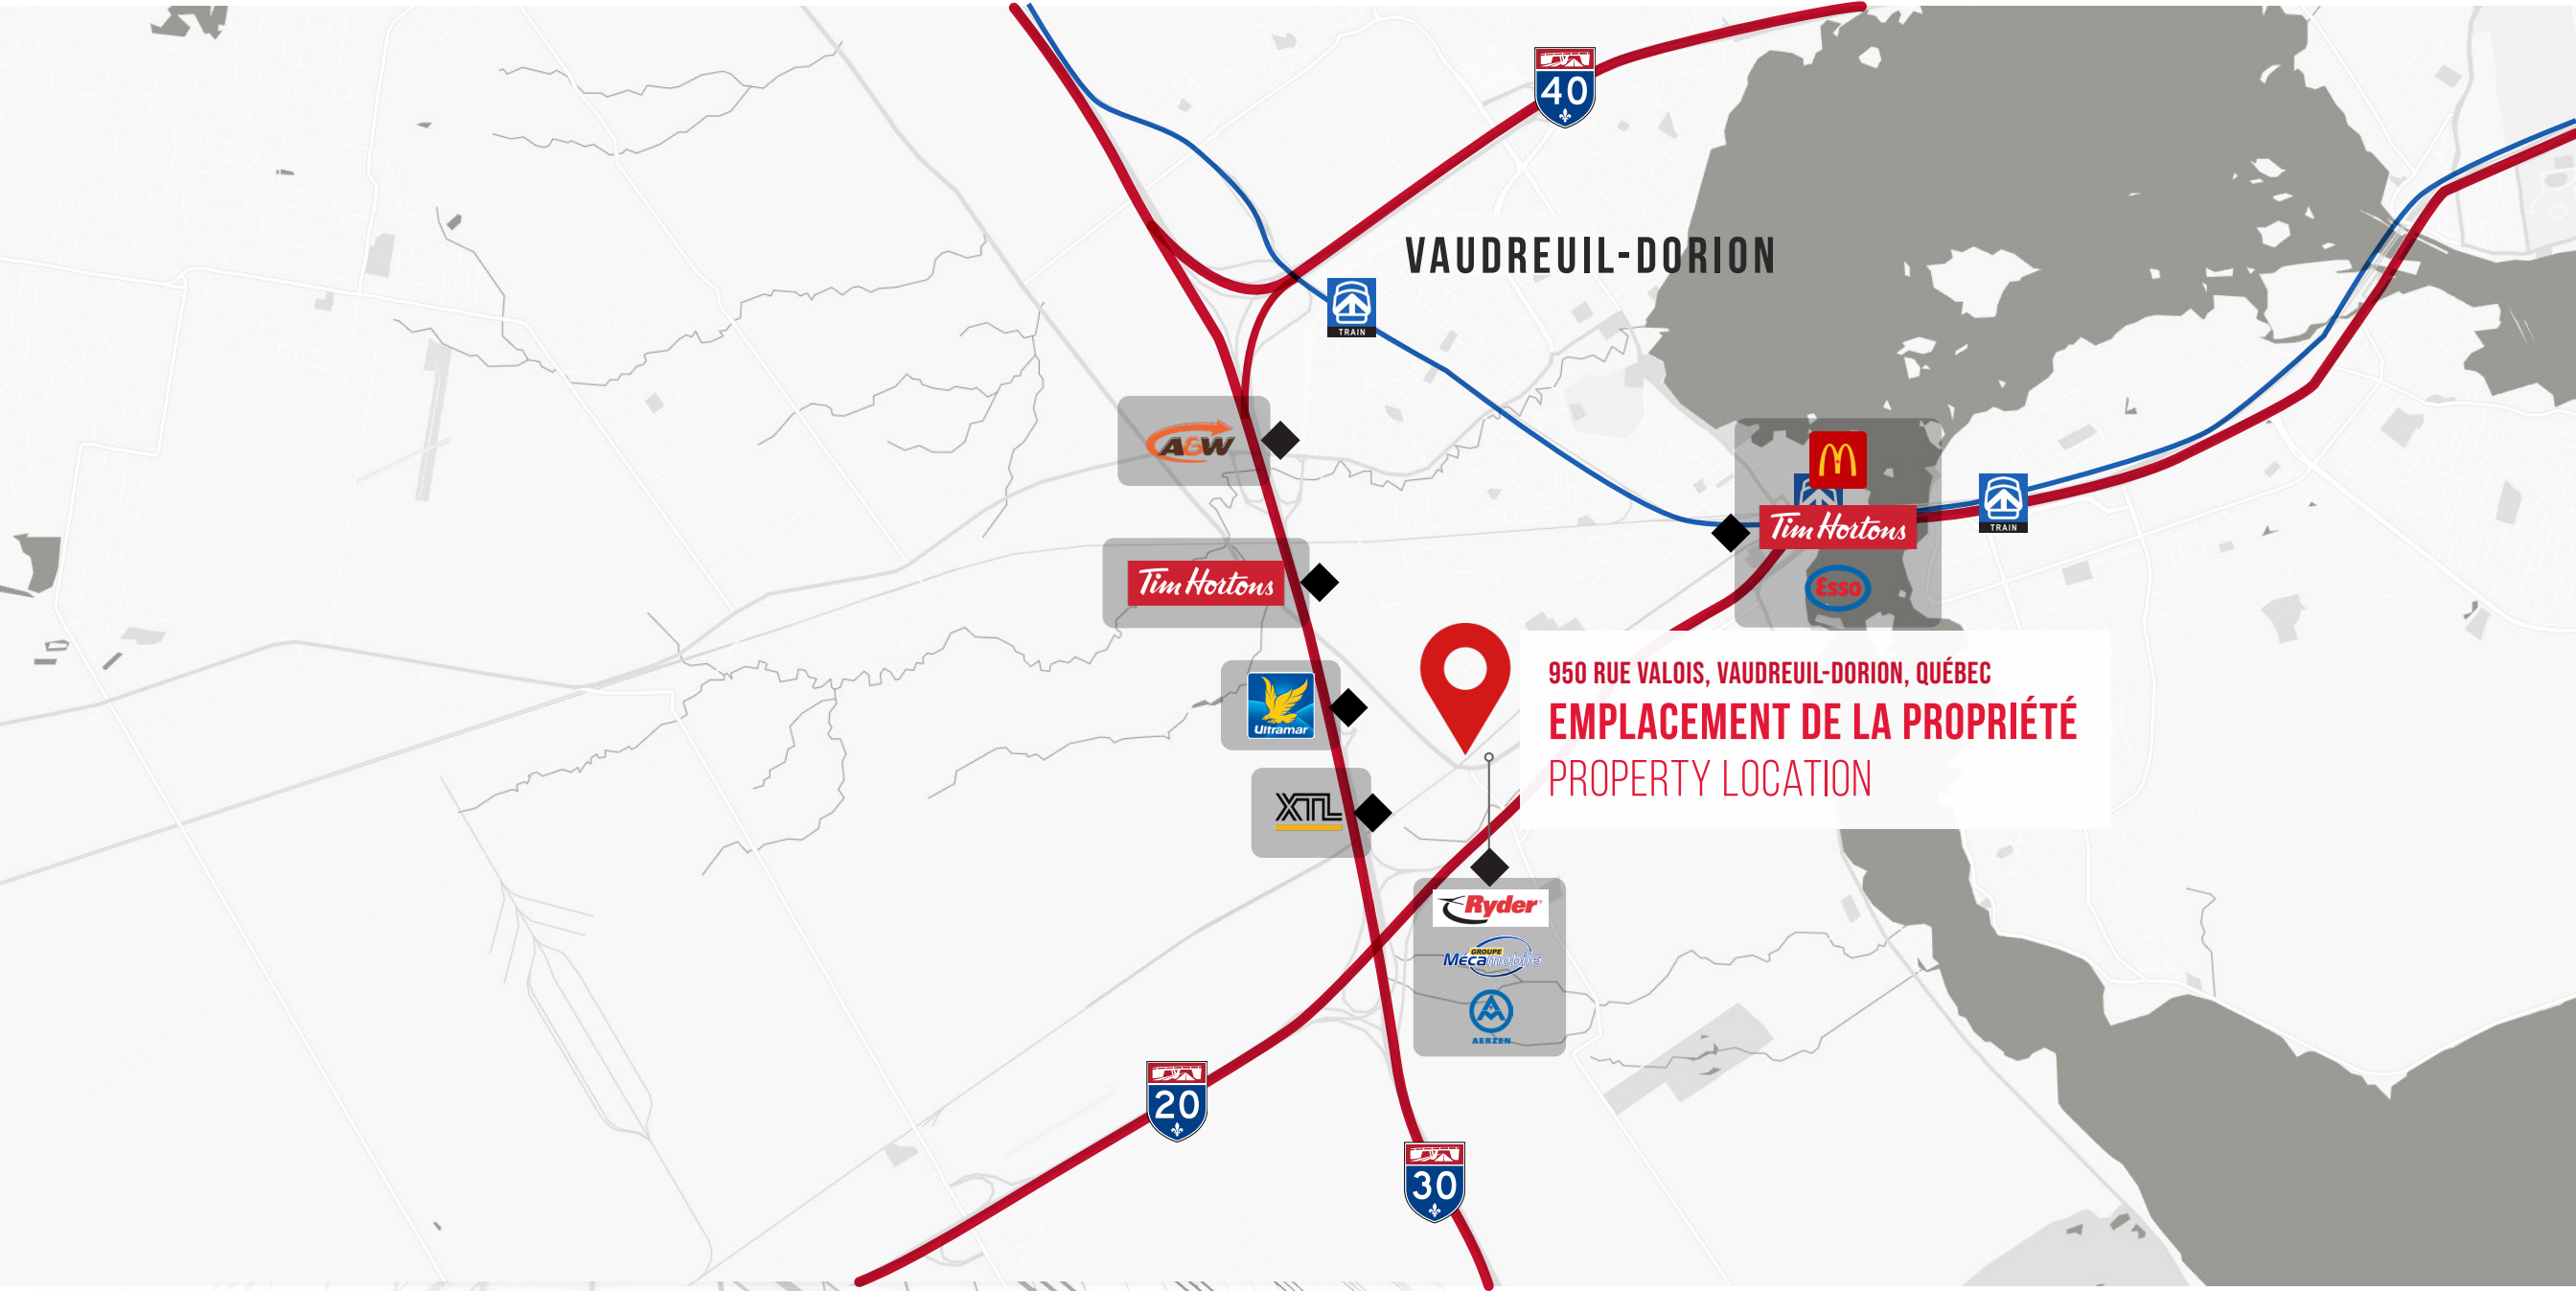 40
VAUDREUIL-DORION
TRAIN
A&W
Tim Hortons
TRAIN
Tim Hortons
Esso
Ultramar
950 RUE VALOIS, VAUDREUIL-DORION, QUÉBEC
EMPLACEMENT DE LA PROPRIÉTÉ
PROPERTY LOCATION
XTL
Ryder
GROUPE
Mécamobile
AERZEN
20
30